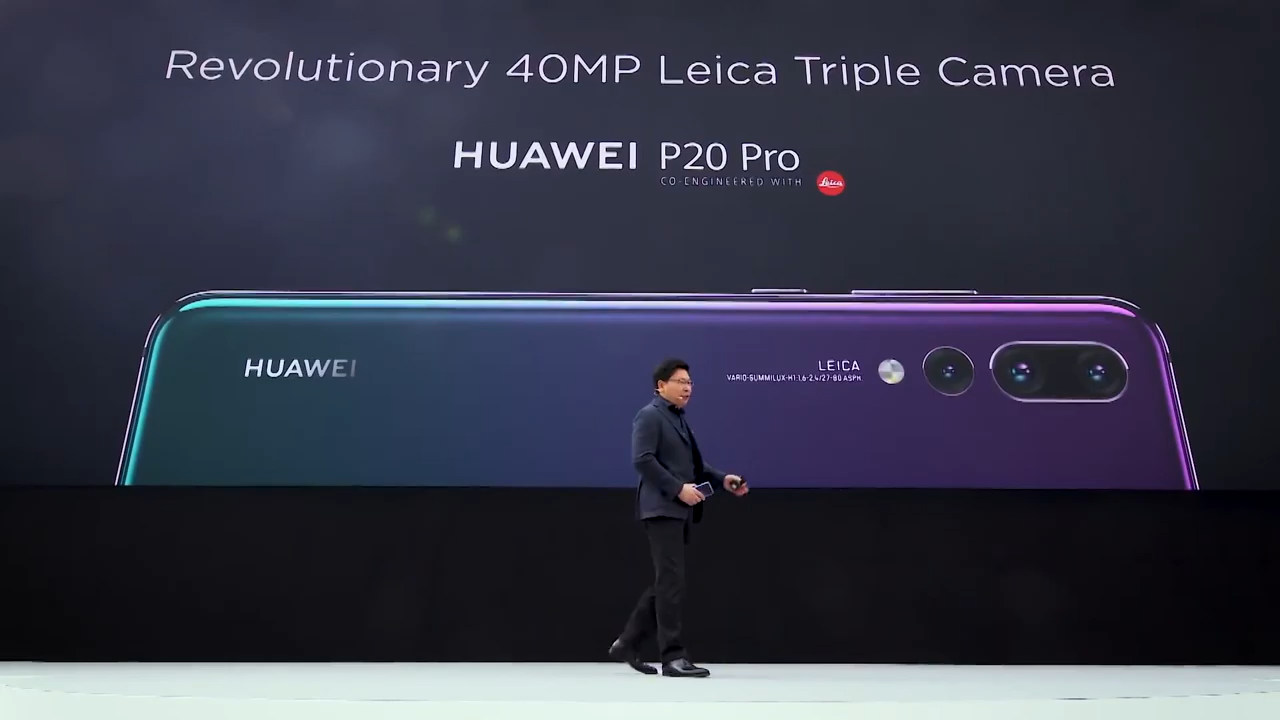 Revolutionary 40MP Leica Triple Camera
HUAWEI P20 Pro
CO-ENGINEERED WITH Leica
HUAWEI
LEICA
VARIO-SUMMILUX-H1:1.6-2.4/27-80 ASPH.